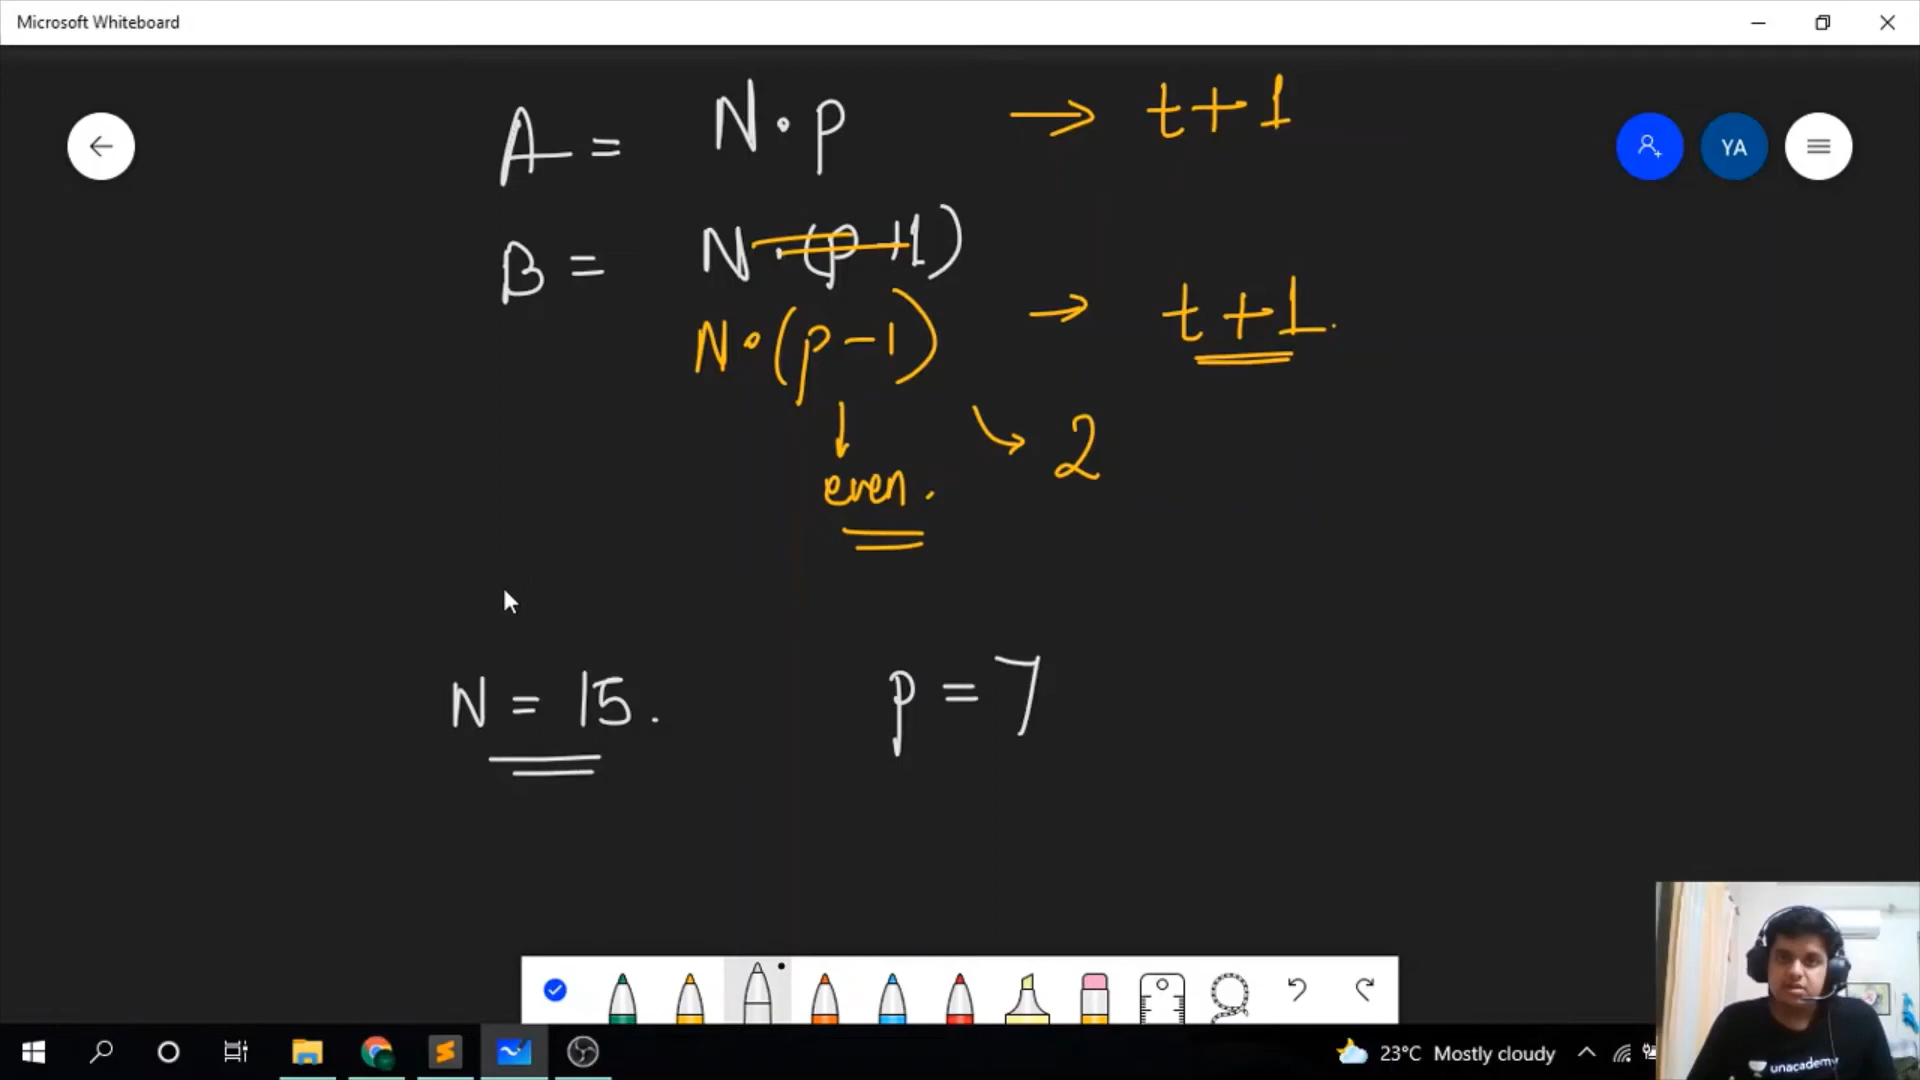 Microsoft Whiteboard
A = N • p → t + 1
B = N • (p + 1)
N • (p - 1) → t + 1.
↓ ↘ 2
even.
N = 15. p = 7
YA
unacademy
23°C Mostly cloudy